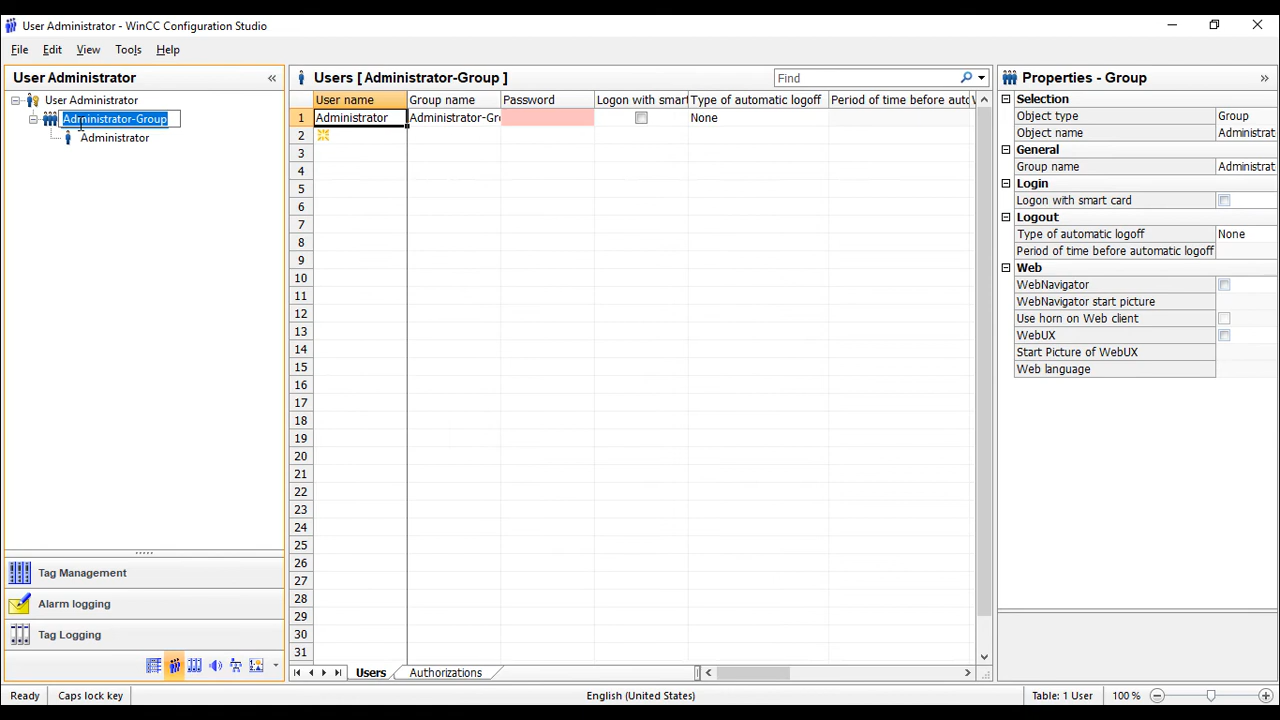 User Administrator - WinCC Configuration Studio
File Edit View Tools Help
User Administrator
«
User Administrator
Administrator-Group
Administrator
Tag Management
Alarm logging
Tag Logging
Users [ Administrator-Group ]
Find
User name Group name Password Logon with smart Type of automatic logoff Period of time before auto
1 Administrator Administrator-Gr None
2
3
4
5
6
7
8
9
10
11
12
13
14
15
16
17
18
19
20
21
22
23
24
25
26
27
28
29
30
31
Users Authorizations
Properties - Group
»
Selection
Object type Group
Object name Administrat
General
Group name Administrat
Login
Logon with smart card
Logout
Type of automatic logoff None
Period of time before automatic logoff
Web
WebNavigator
WebNavigator start picture
Use horn on Web client
WebUX
Start Picture of WebUX
Web language
Ready Caps lock key English (United States) Table: 1 User 100 %